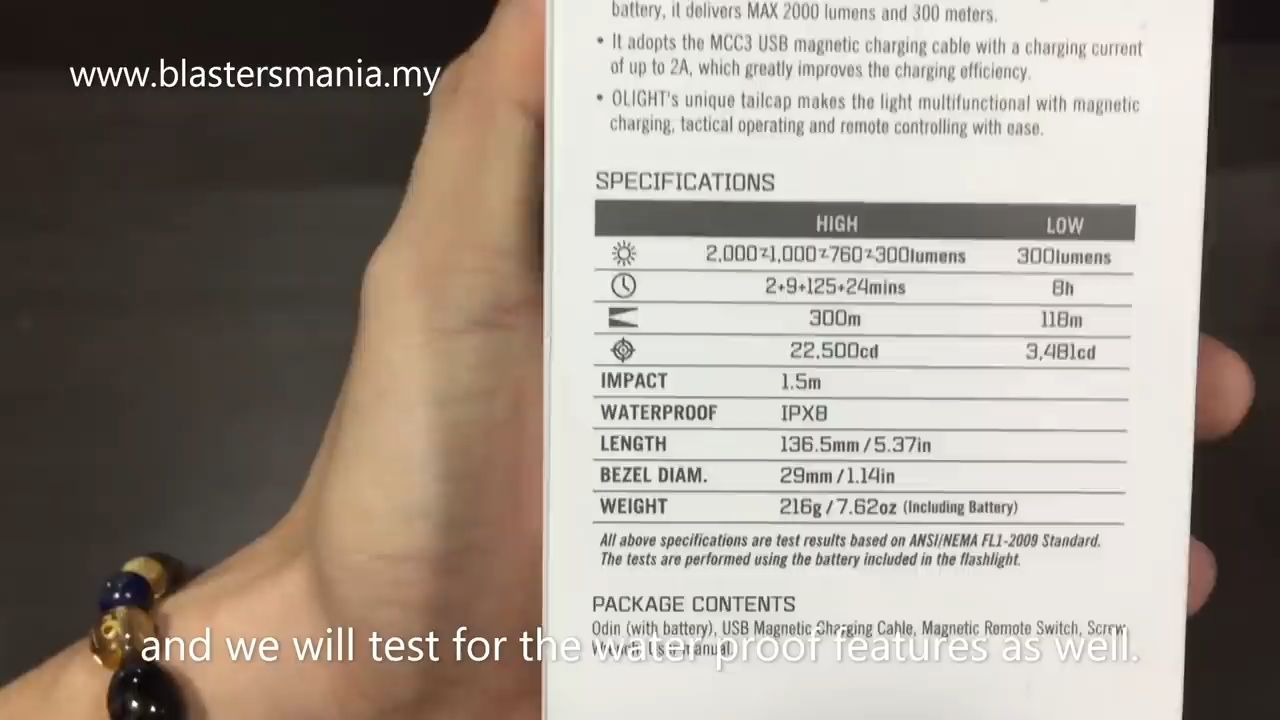 battery, it delivers MAX 2000 lumens and 300 meters.
www.blastersmania.my
• It adopts the MCC3 USB magnetic charging cable with a charging current
of up to 2A, which greatly improves the charging efficiency.
• OLIGHT's unique tailcap makes the light multifunctional with magnetic
charging, tactical operating and remote controlling with ease.
SPECIFICATIONS
HIGH LOW
2,000~1,000~760~300lumens 300lumens
2+9+125+24mins 8h
300m 118m
22,500cd 3,481cd
IMPACT 1.5m
WATERPROOF IPX8
LENGTH 136.5mm/5.37in
BEZEL DIAM. 29mm/1.14in
WEIGHT 216g/7.62oz (Including Battery)
All above specifications are test results based on ANSI/NEMA FL1-2009 Standard.
The tests are performed using the battery included in the flashlight.
PACKAGE CONTENTS
Odin (with battery), USB Magnetic Charging Cable, Magnetic Remote Switch, Screw
and we will test for the water proof features as well.